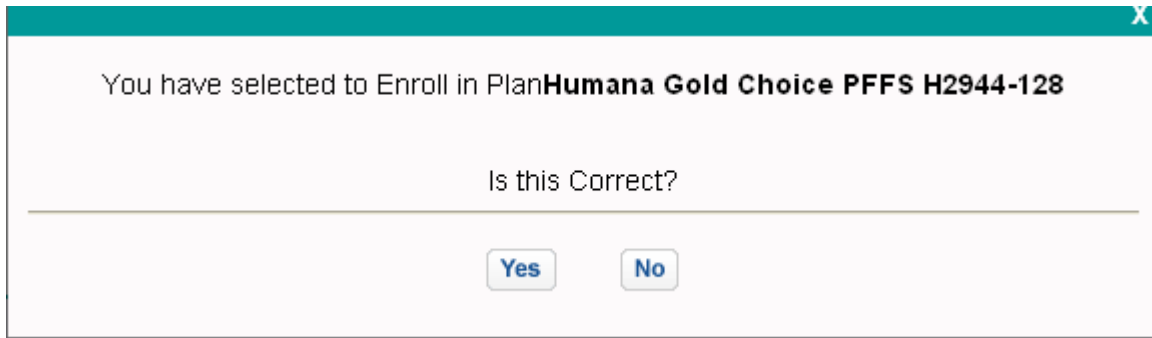 X
You have selected to Enroll in PlanHumana Gold Choice PFFS H2944-128
Is this Correct?
Yes No